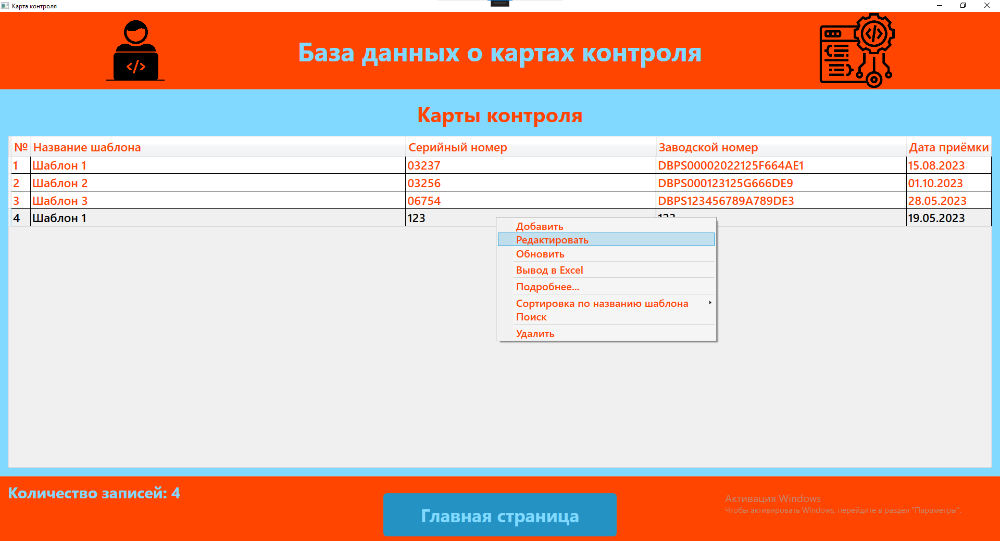 Карта контроля
База данных о картах контроля
Карты контроля
№ Название шаблона Серийный номер Заводской номер Дата приёмки
1 Шаблон 1 03237 DBPS00002022125F664AE1 15.08.2023
2 Шаблон 2 03256 DBPS000123125G666DE9 01.10.2023
3 Шаблон 3 06754 DBPS123456789A789DE3 28.05.2023
4 Шаблон 1 123 19.05.2023
Добавить
Редактировать
Обновить
Вывод в Excel
Подробнее...
Сортировка по названию шаблона
Поиск
Удалить
Количество записей: 4
Главная страница
Активация Windows
Чтобы активировать Windows, перейдите в раздел "Параметры".